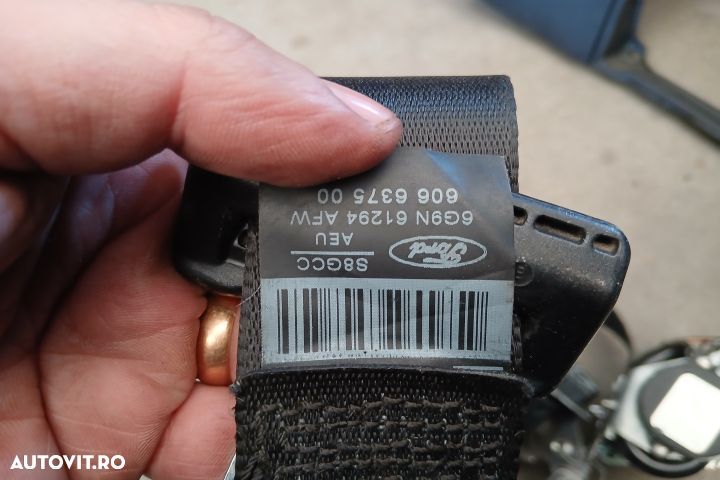 S8GCC
Ford
AEU
6G9N 61294 AFW
606 6375 00
AUTOVIT.RO